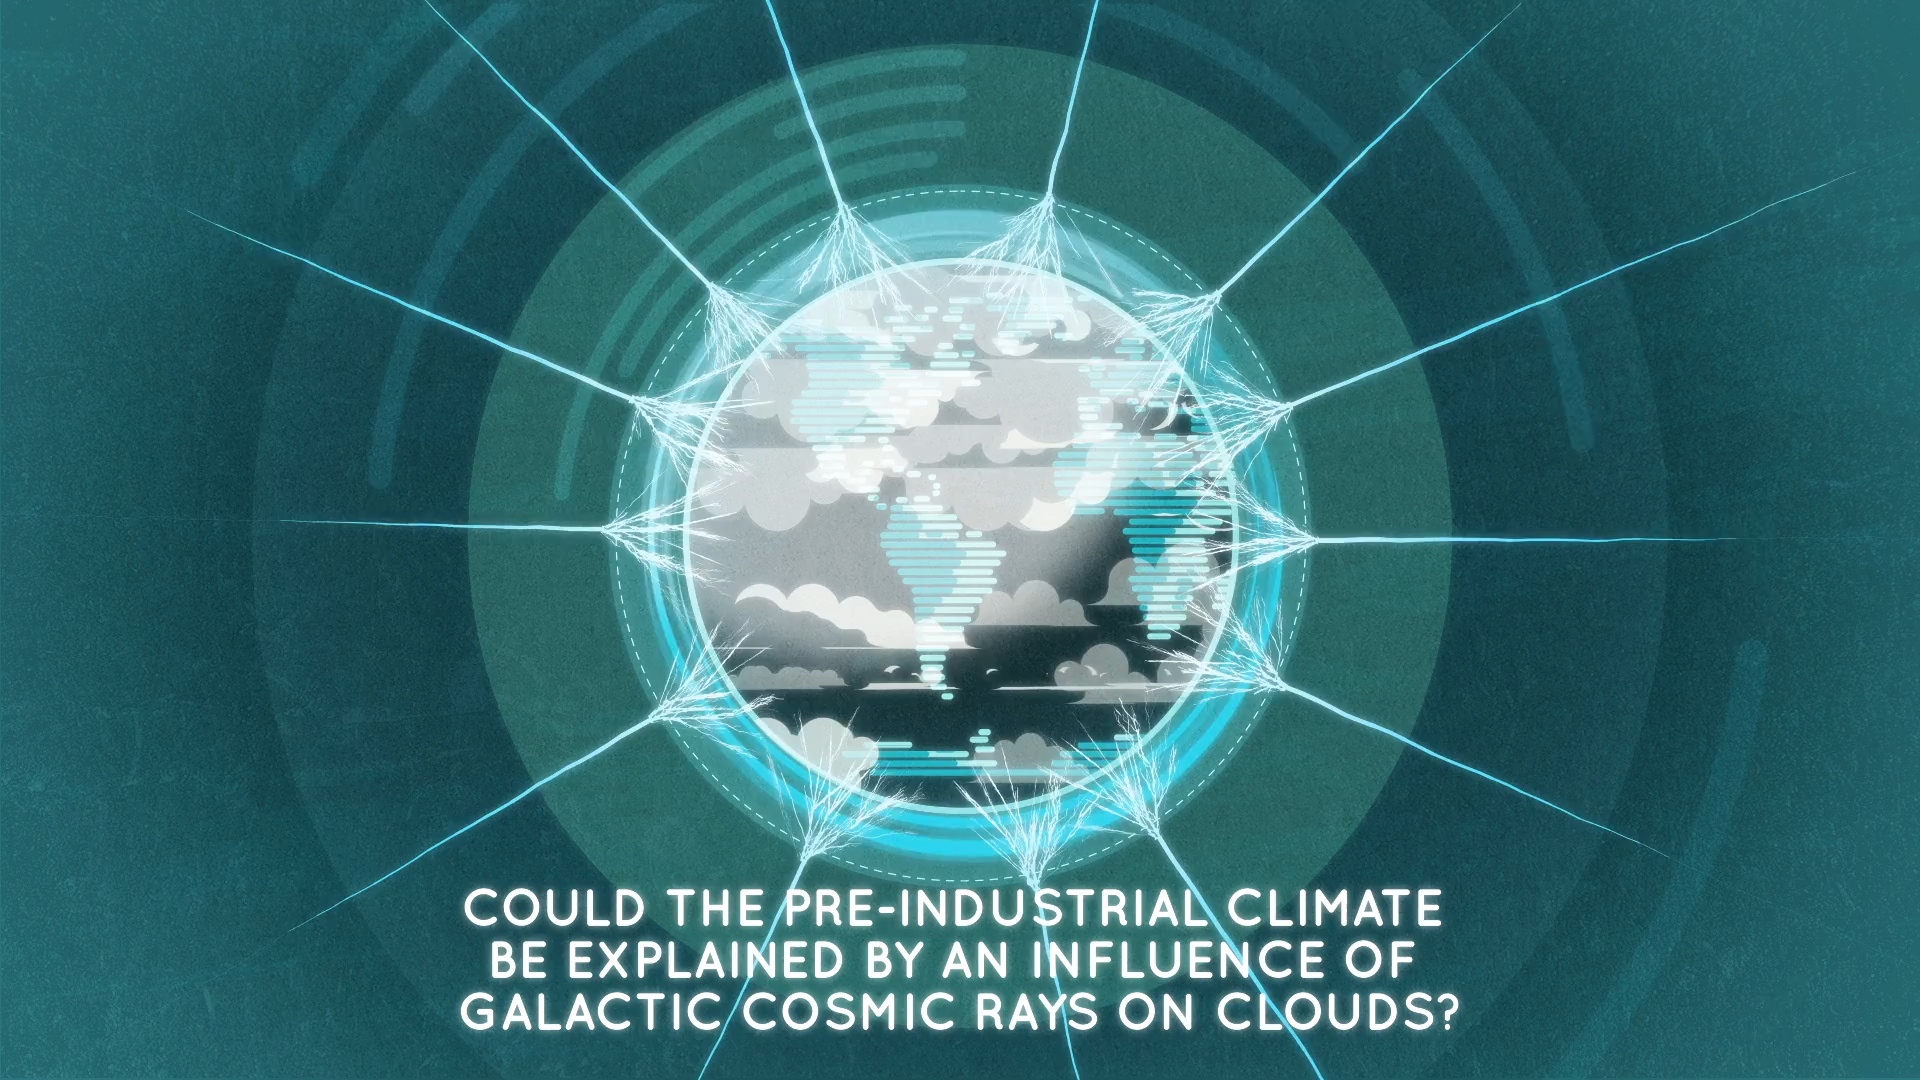 COULD THE PRE-INDUSTRIAL CLIMATE
BE EXPLAINED BY AN INFLUENCE OF
GALACTIC COSMIC RAYS ON CLOUDS?